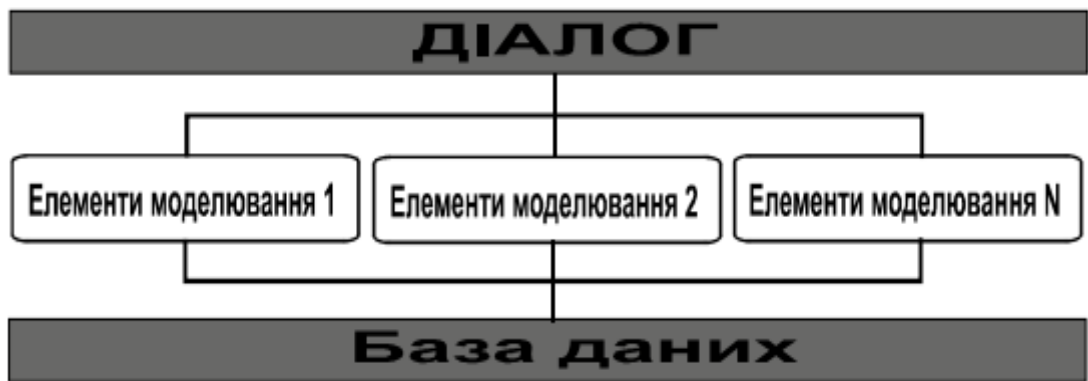 ДІАЛОГ
Елементи моделювання 1
Елементи моделювання 2
Елементи моделювання N
База даних